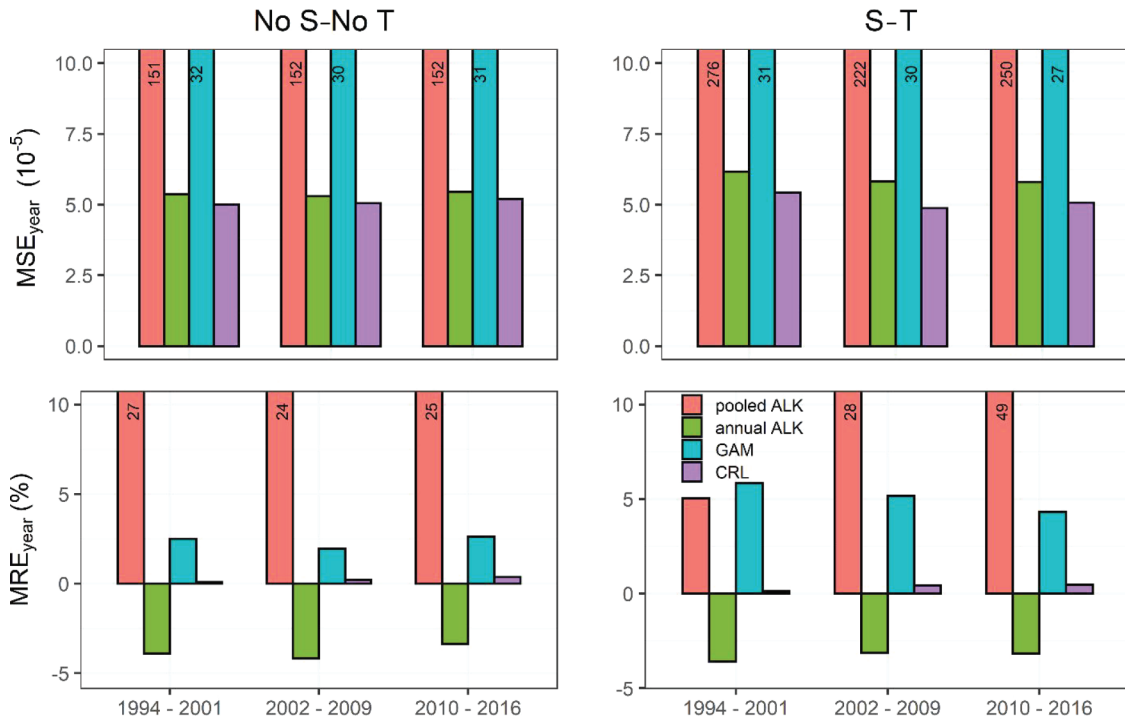 No S-No T
S-T
MSEyear (10-5)
10.0
7.5
5.0
2.5
0.0
151
32
152
30
152
31
10.0
7.5
5.0
2.5
0.0
276
31
222
30
250
27
MREyear (%)
10
5
0
-5
27
24
25
1994 - 2001
2002 - 2009
2010 - 2016
10
5
0
-5
pooled ALK
annual ALK
GAM
CRL
28
49
1994 - 2001
2002 - 2009
2010 - 2016